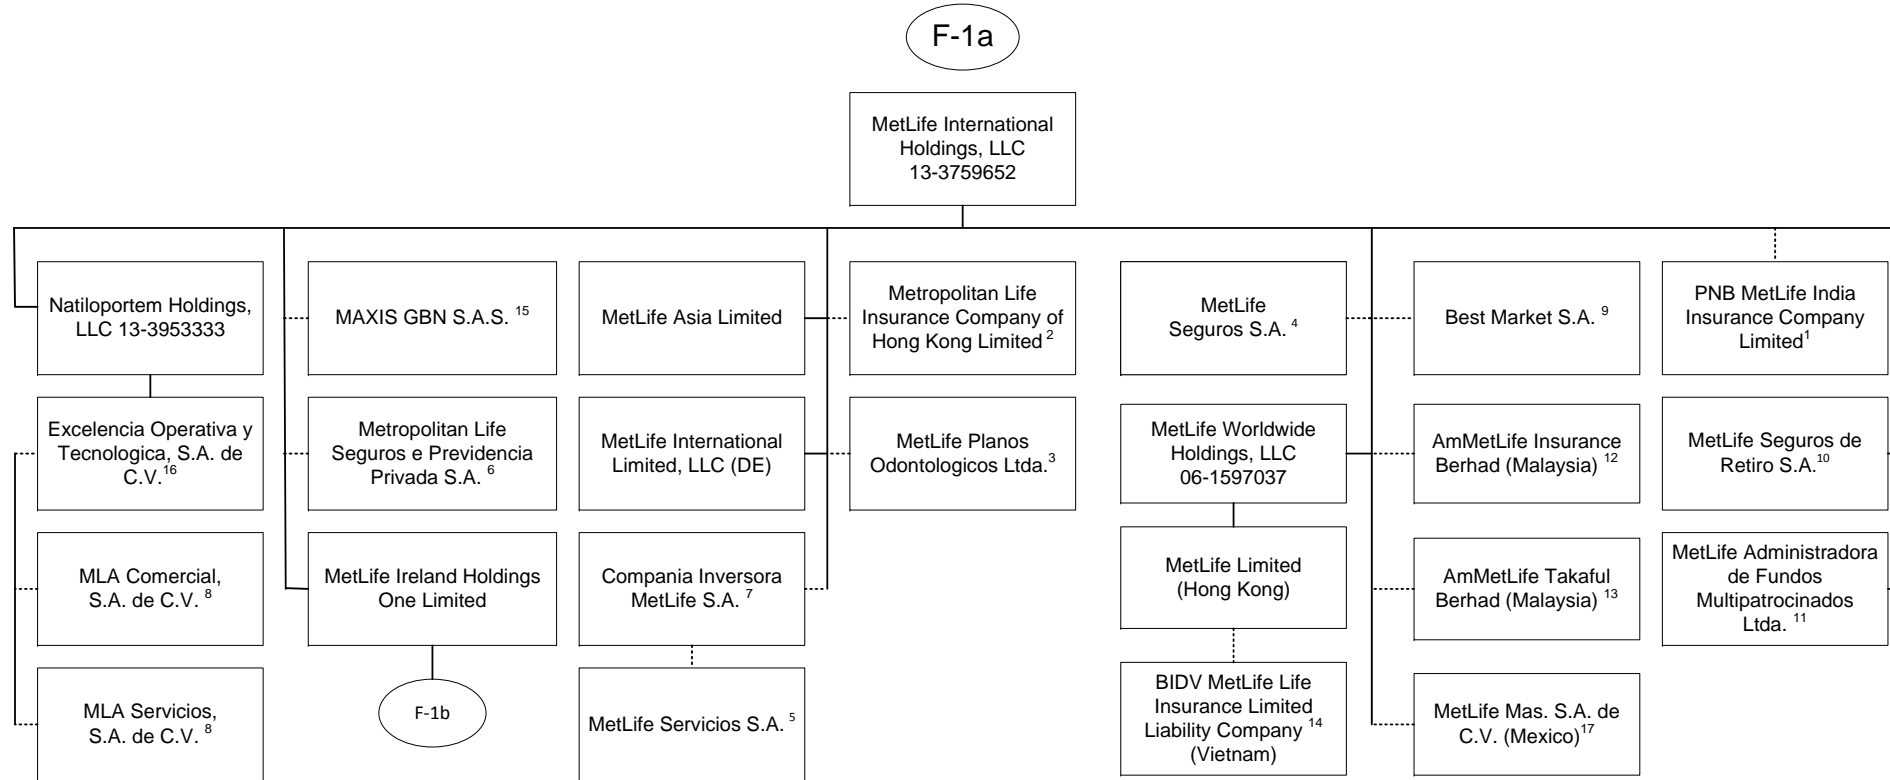 F-1a
MetLife International
Holdings, LLC
13-3759652
Natiloportem Holdings,
LLC 13-3953333
MAXIS GBN S.A.S. 15
MetLife Asia Limited
Metropolitan Life
Insurance Company of
Hong Kong Limited 2
MetLife
Seguros S.A. 4
Best Market S.A. 9
PNB MetLife India
Insurance Company
Limited1
Excelencia Operativa y
Tecnologica, S.A. de
C.V.16
Metropolitan Life
Seguros e Previdencia
Privada S.A. 6
MetLife International
Limited, LLC (DE)
MetLife Planos
Odontologicos Ltda.3
MetLife Worldwide
Holdings, LLC
06-1597037
AmMetLife Insurance
Berhad (Malaysia) 12
MetLife Seguros de
Retiro S.A.10
MLA Comercial,
S.A. de C.V. 8
MetLife Ireland Holdings
One Limited
Compania Inversora
MetLife S.A. 7
MetLife Limited
(Hong Kong)
AmMetLife Takaful
Berhad (Malaysia) 13
MetLife Administradora
de Fundos
Multipatrocinados
Ltda. 11
MLA Servicios,
S.A. de C.V. 8
F-1b
MetLife Servicios S.A. 5
BIDV MetLife Life
Insurance Limited
Liability Company 14
(Vietnam)
MetLife Mas. S.A. de
C.V. (Mexico)17